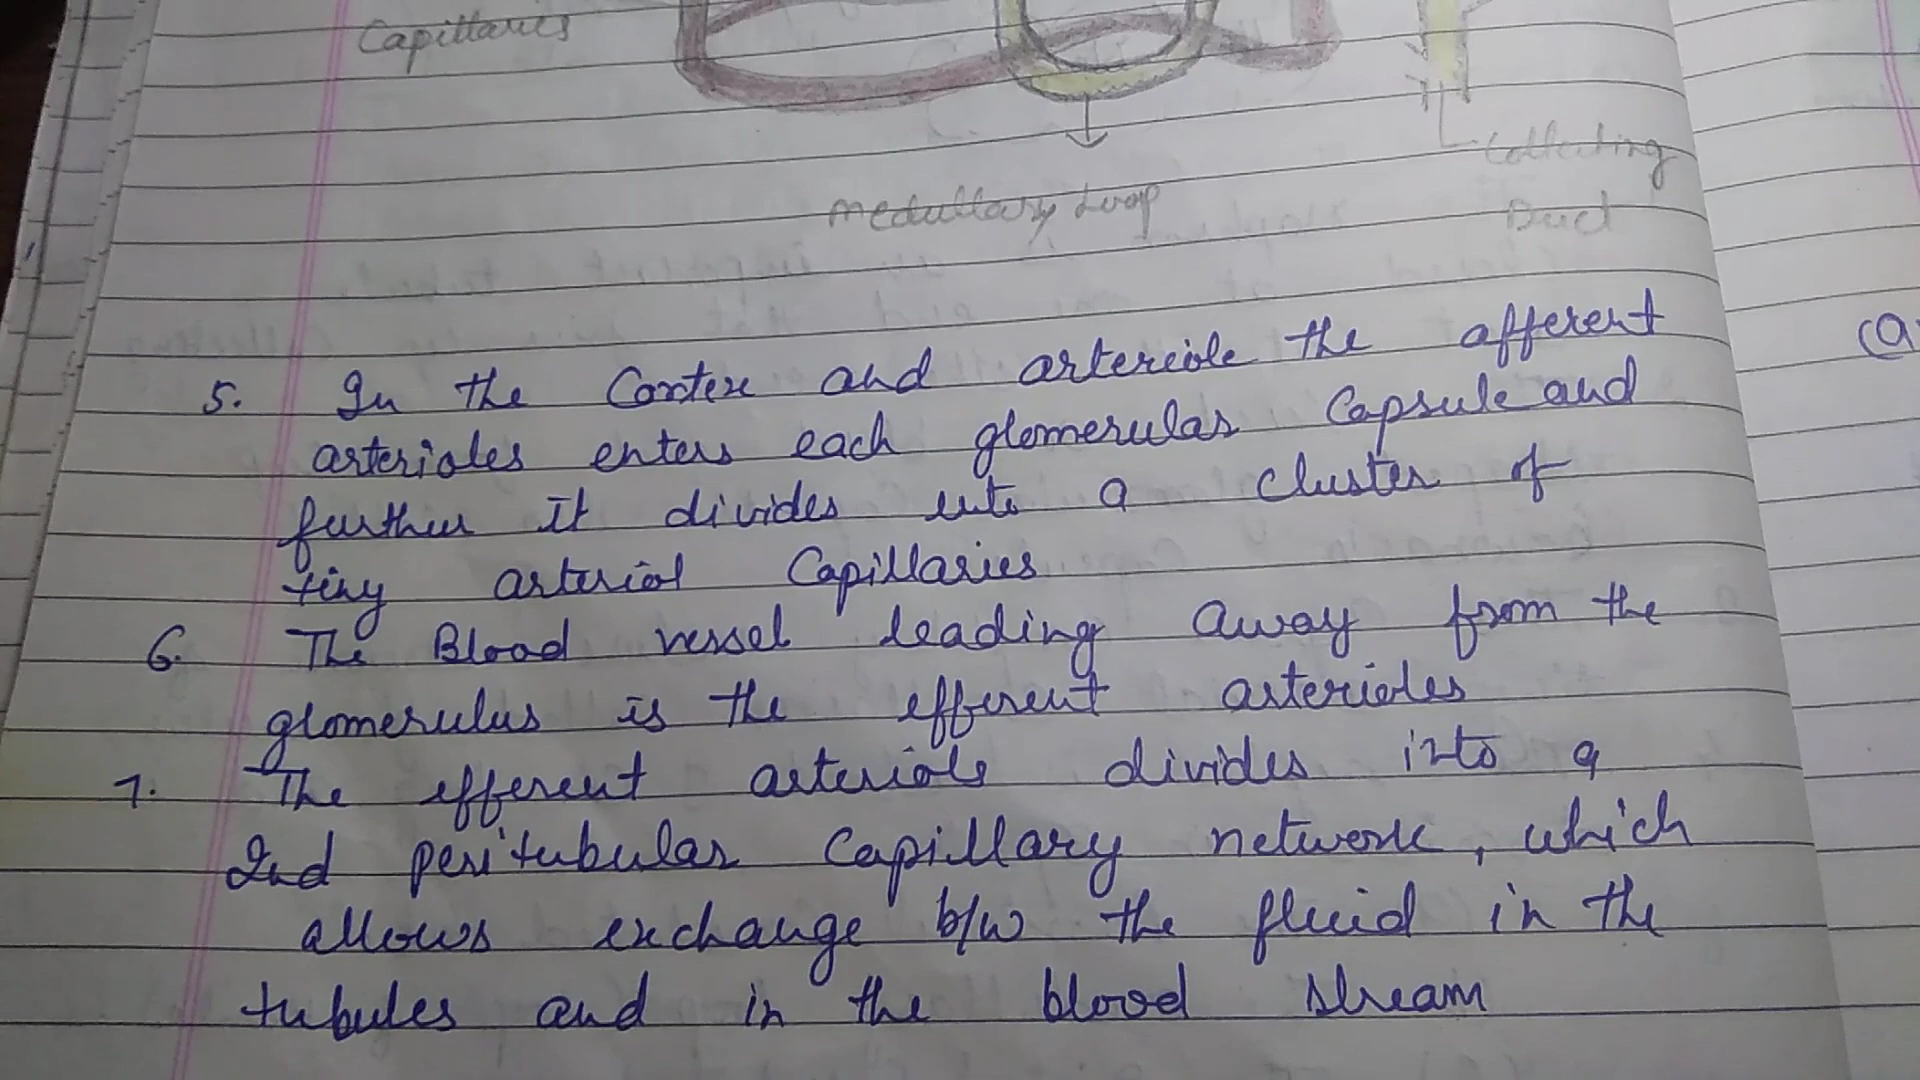 Capillaries
Collecting
Medullary Loop
Duct
5. In the Cortex and artereiole the afferent
(a
arterioles enters each glomerular Capsule and
further It divides into a cluster of
tiny arterial Capillaries
6. The Blood vessel leading away from the
glomerulus is the efferent arterioles
7. The efferent arteriole divides into a
2nd peritubular Capillary network, which
allows exchange b/w the fluid in the
tubules and in the blood stream